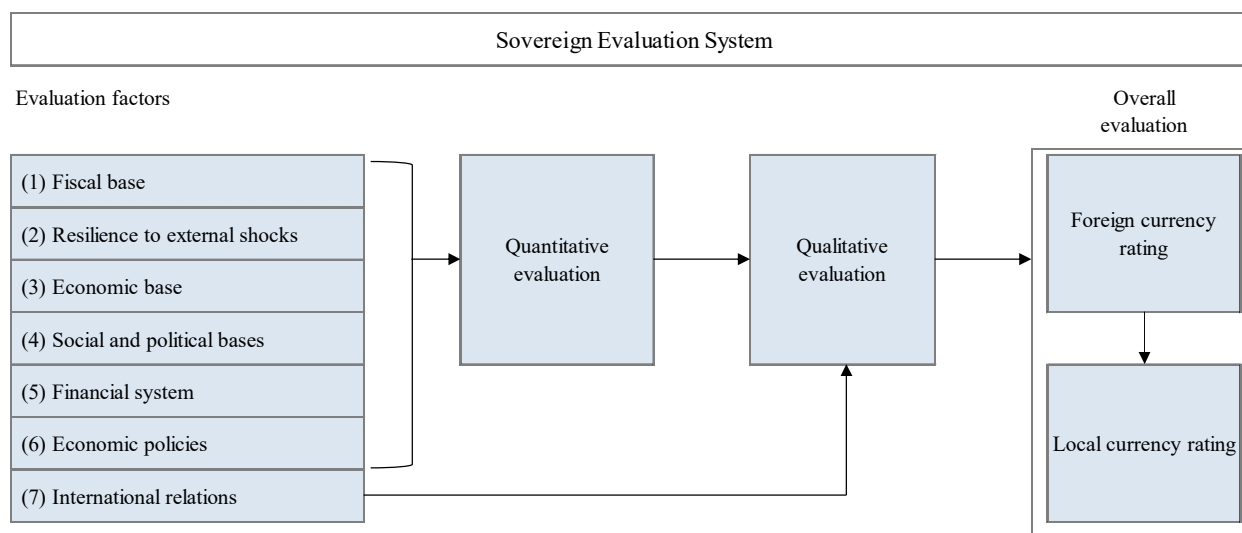 Sovereign Evaluation System
Evaluation factors
Overall
evaluation
(1) Fiscal base
(2) Resilience to external shocks
(3) Economic base
(4) Social and political bases
(5) Financial system
(6) Economic policies
(7) International relations
Quantitative
evaluation
Qualitative
evaluation
Foreign currency
rating
Local currency rating